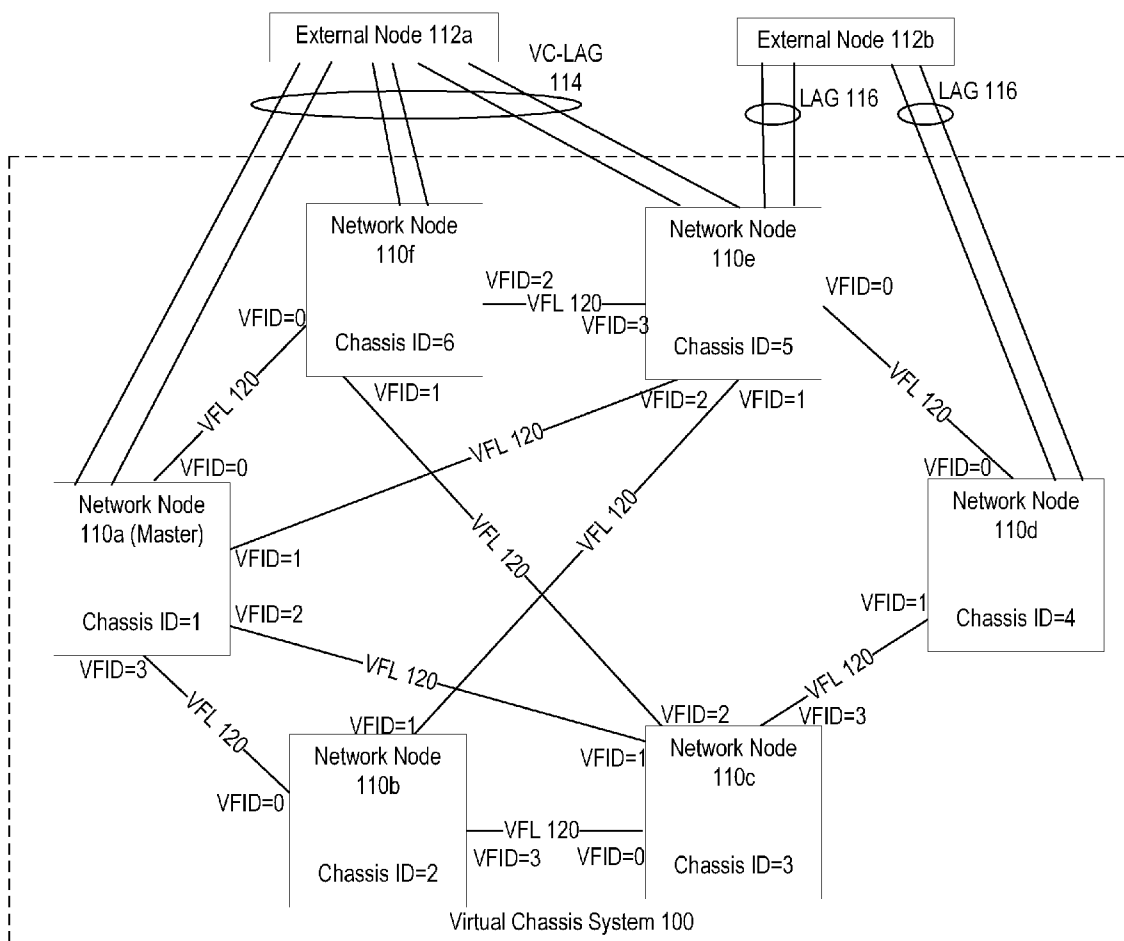 External Node 112a
VC-LAG
114
External Node 112b
LAG 116
LAG 116
Network Node
110f
Chassis ID=6
VFID=0
VFID=1
VFID=2
VFL 120
VFID=3
Network Node
110e
Chassis ID=5
VFID=0
VFID=2
VFID=1
VFL 120
VFL 120
VFL 120
VFL 120
VFL 120
VFID=0
Network Node
110a (Master)
Chassis ID=1
VFID=1
VFID=2
VFID=3
VFID=0
Network Node
110d
Chassis ID=4
VFID=1
VFL 120
VFL 120
VFL 120
VFID=1
Network Node
110b
Chassis ID=2
VFID=0
VFID=3
VFL 120
VFID=0
VFID=2
VFID=3
VFID=1
Network Node
110c
Chassis ID=3
Virtual Chassis System 100